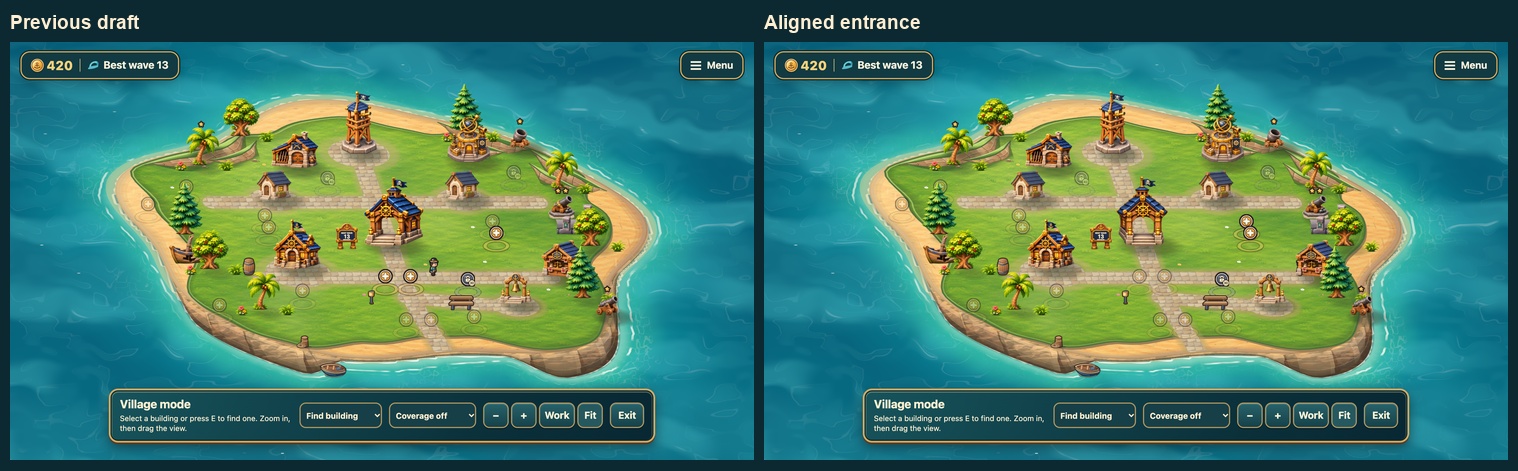 Previous draft
Aligned entrance
420 Best wave 13
Menu
13
Village mode
Select a building or press E to find one. Zoom in,
then drag the view.
Find building
Coverage off
−
+
Work
Fit
Exit
420 Best wave 13
Menu
13
Village mode
Select a building or press E to find one. Zoom in,
then drag the view.
Find building
Coverage off
−
+
Work
Fit
Exit